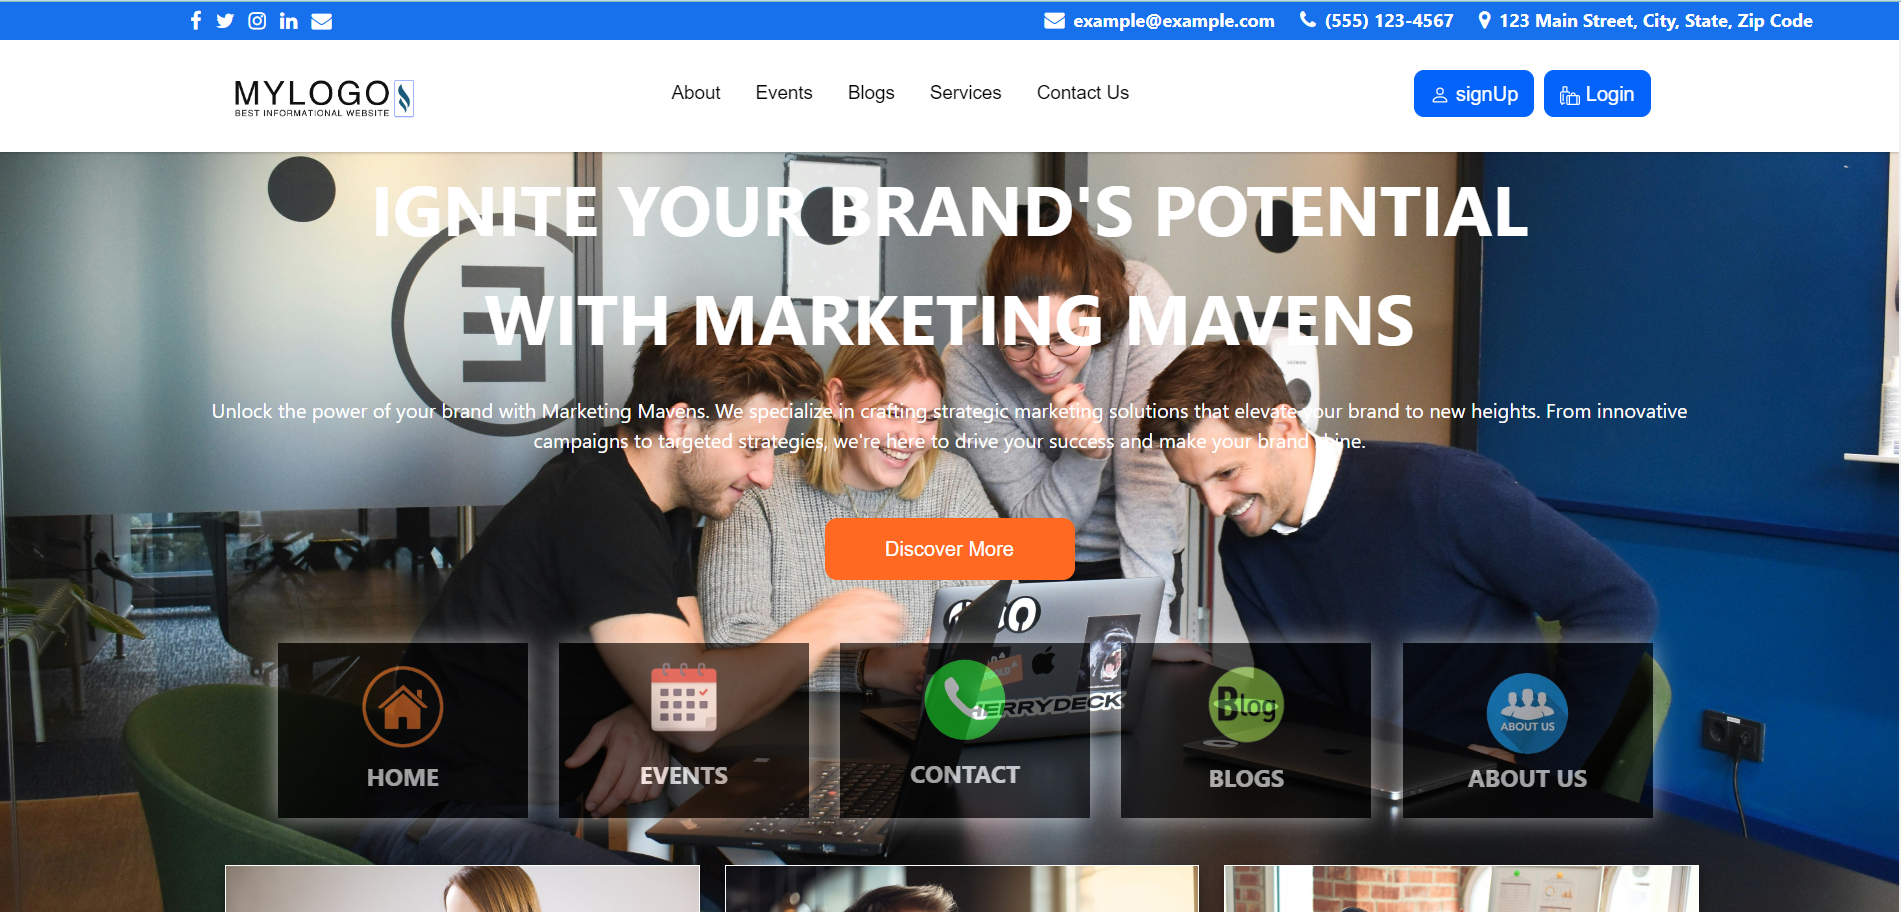 example@example.com (555) 123-4567 123 Main Street, City, State, Zip Code
MYLOGO
BEST INFORMATIONAL WEBSITE
About Events Blogs Services Contact Us
signUp Login
IGNITE YOUR BRAND'S POTENTIAL
WITH MARKETING MAVENS
Unlock the power of your brand with Marketing Mavens. We specialize in crafting strategic marketing solutions that elevate your brand to new heights. From innovative
campaigns to targeted strategies, we're here to drive your success and make your brand shine.
Discover More
HERRYDECK
Blog
ABOUT US
HOME EVENTS CONTACT BLOGS ABOUT US